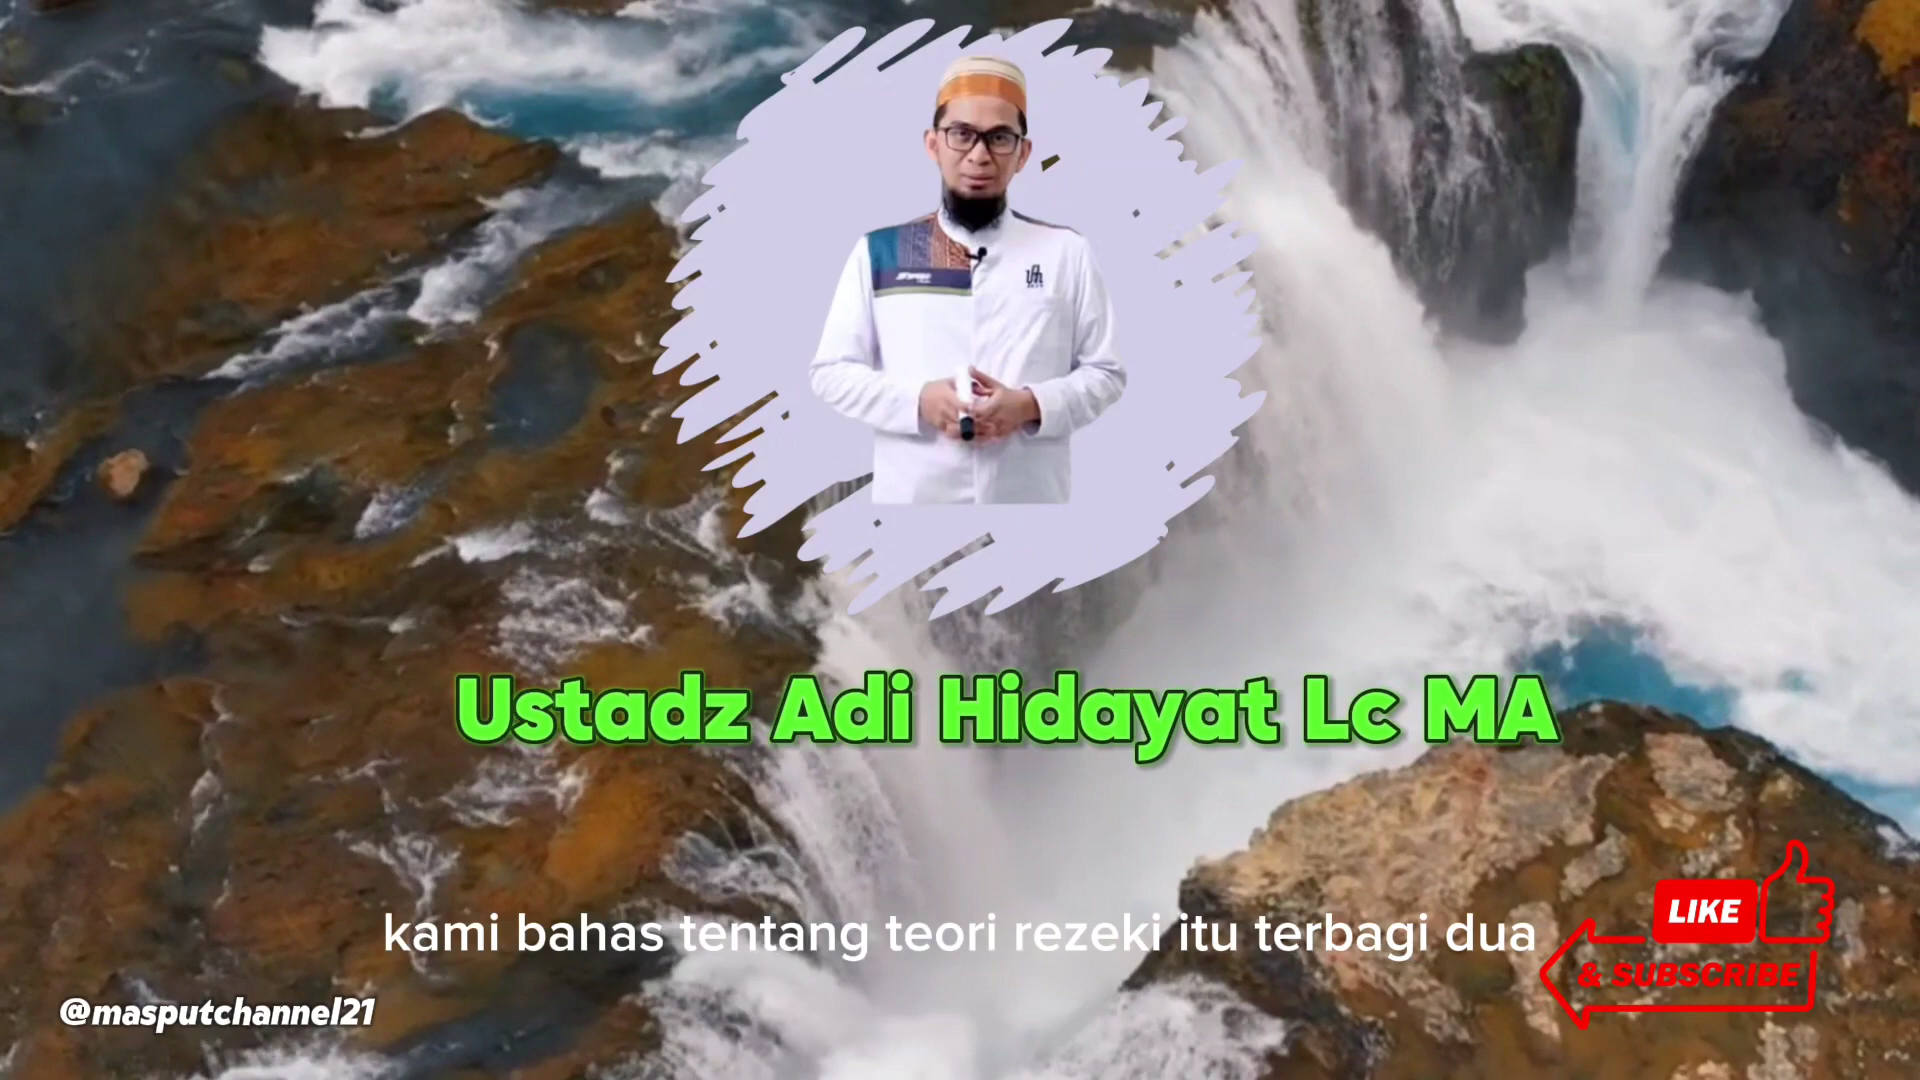 Ustadz Adi Hidayat Lc MA
kami bahas tentang teori rezeki itu terbagi dua
LIKE
& SUBSCRIBE
@masputchannel21